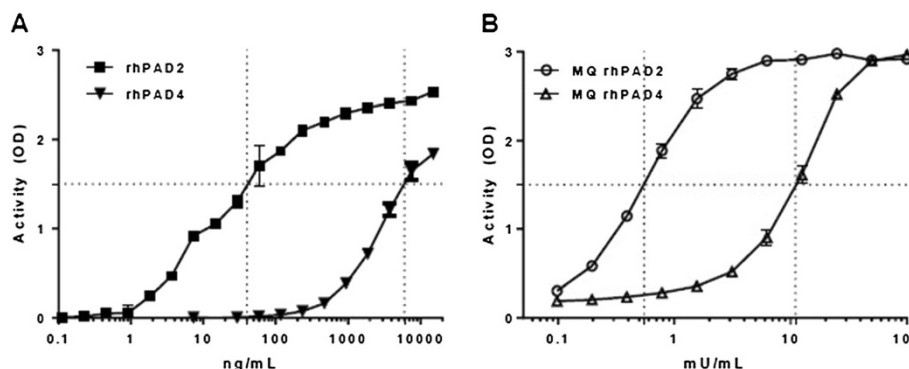 A
B
rhPAD2
rhPAD4
MQ rhPAD2
MQ rhPAD4
Activity (OD)
3
2
1
0
0.1
1
10
100
1000
10000
ng/mL
Activity (OD)
3
2
1
0
0.1
1
10
mU/mL